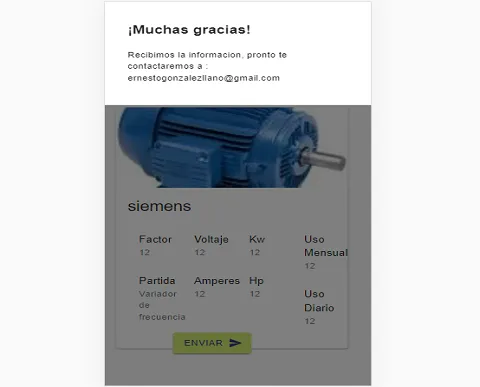 ¡Muchas gracias!
Recibimos la informacion, pronto te
contactaremos a :
ernestogonzalezllano@gmail.com
siemens
Factor
12
Voltaje
12
Kw
12
Uso
Mensual
12
Partida
Variador
de
frecuencia
Amperes
12
Hp
12
Uso
Diario
12
ENVIAR